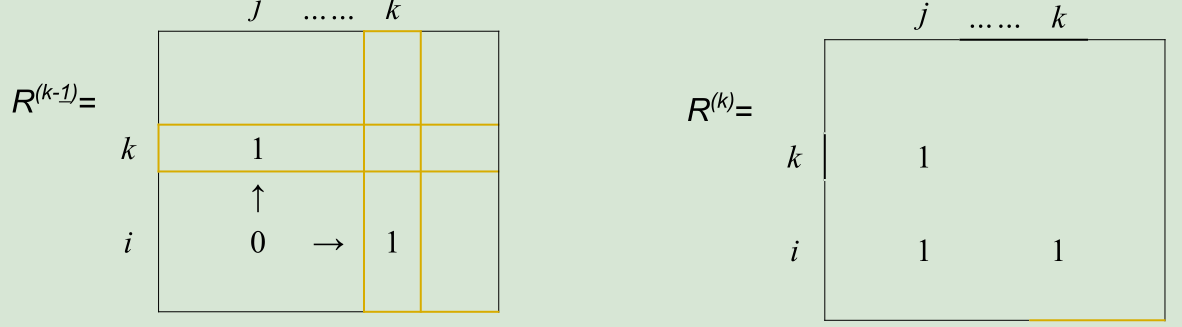 j ...... k
R(k-1)=
k 1
↑
i 0 → 1
j ...... k
R(k)=
k 1
i 1 1